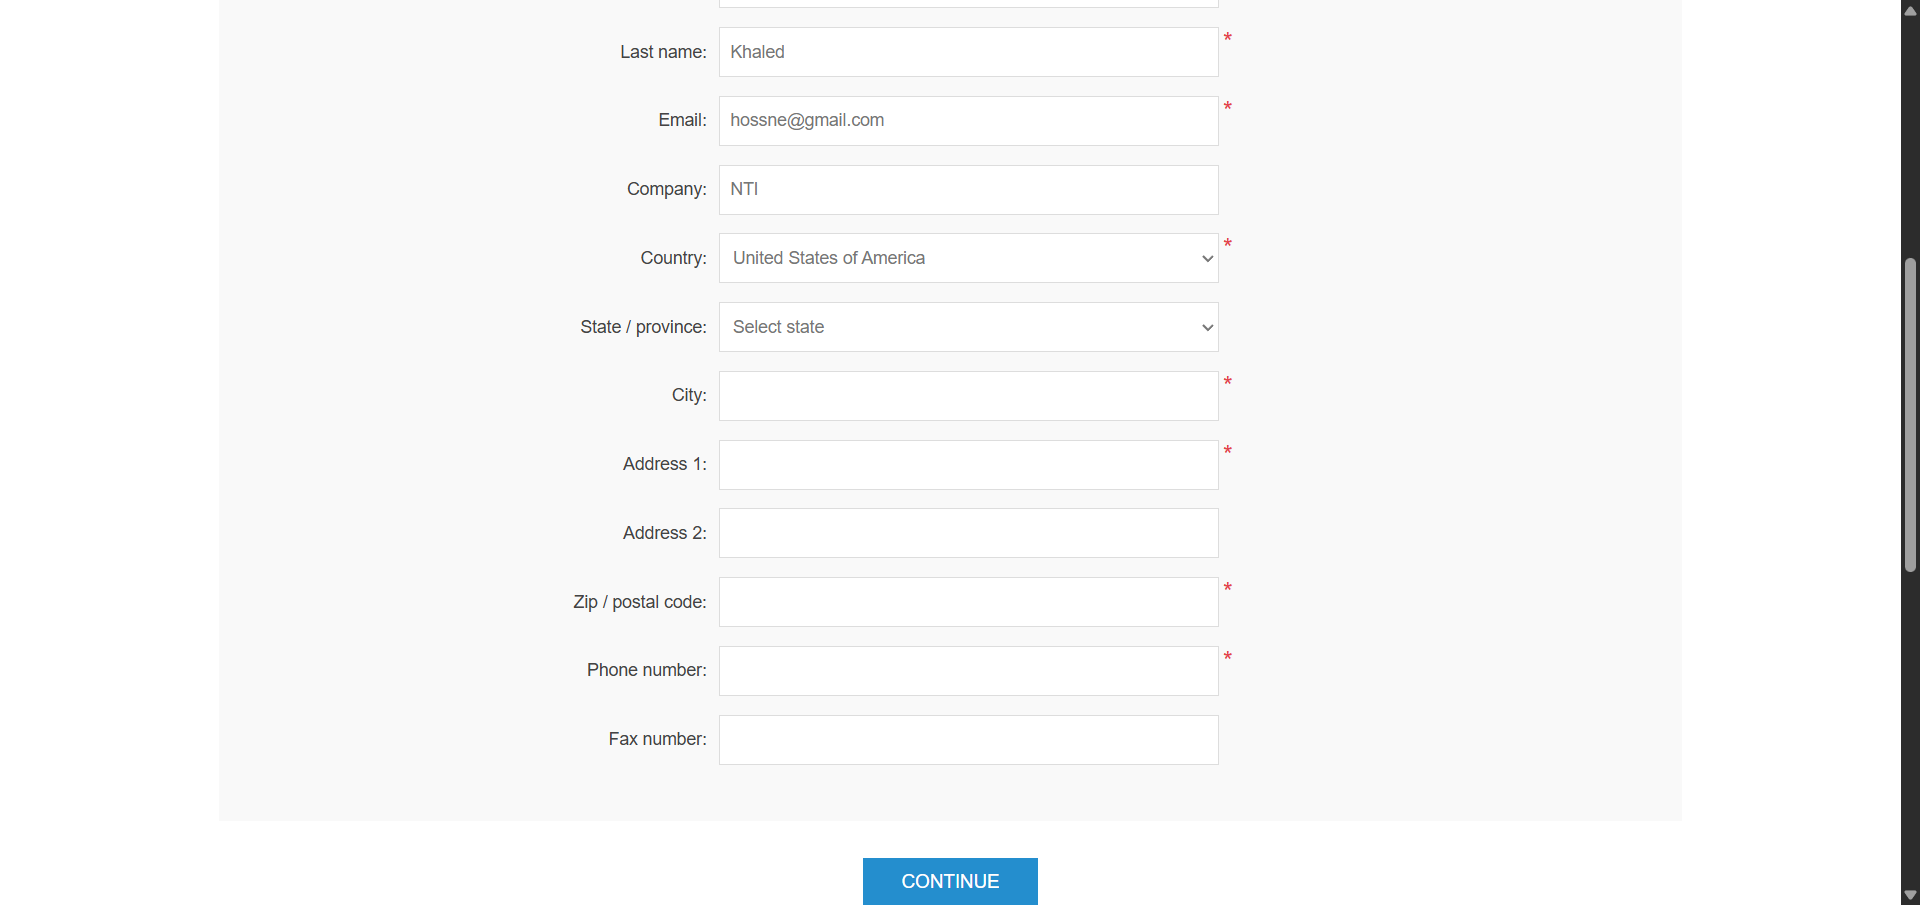 Last name: Khaled *
Email: hossne@gmail.com *
Company: NTI
Country: United States of America *
State / province: Select state
City: *
Address 1: *
Address 2:
Zip / postal code: *
Phone number: *
Fax number:
CONTINUE